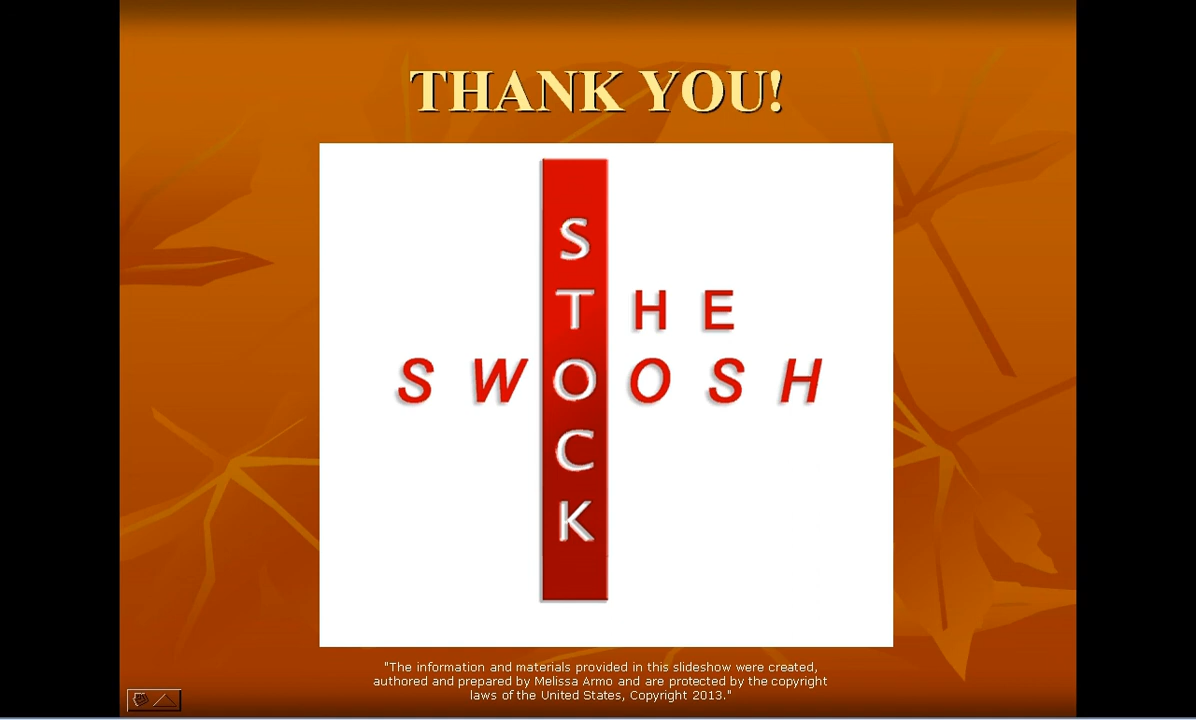 THANK YOU!
S
THE
SWOOSH
C
K
"The information and materials provided in this slideshow were created,
authored and prepared by Melissa Armo and are protected by the copyright
laws of the United States, Copyright 2013."